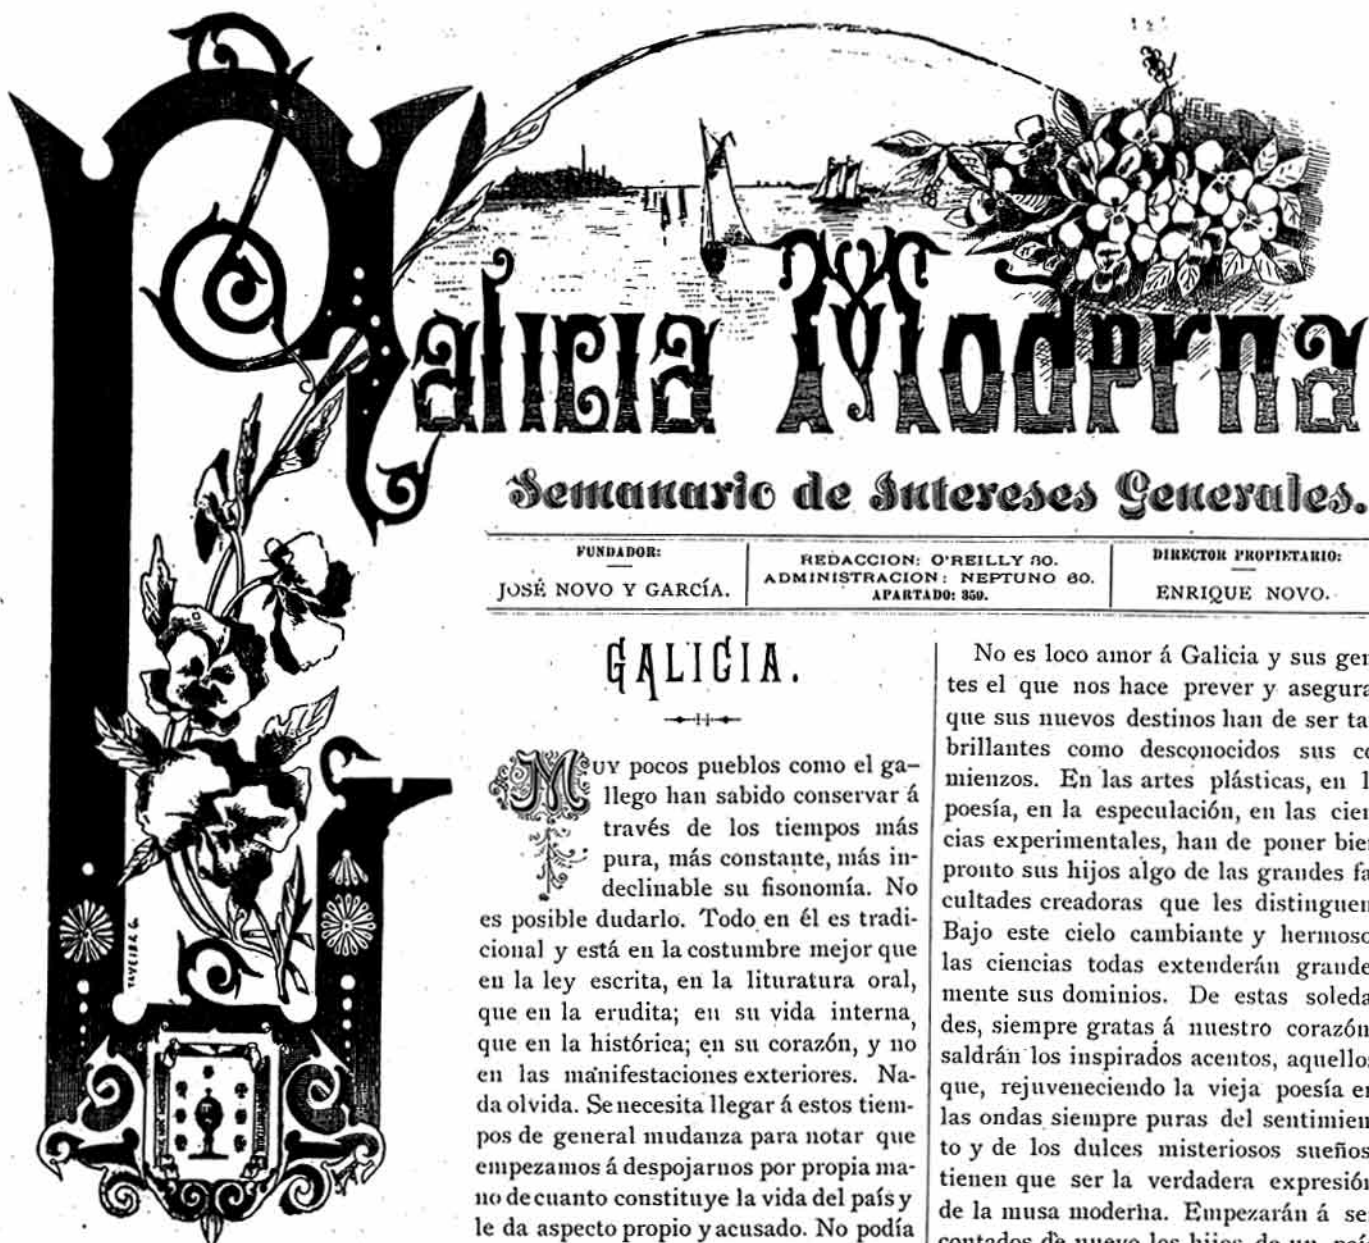 Galicia Moderna
Semanario de Intereses Generales.
FUNDADOR:
JOSÉ NOVO Y GARCÍA.
REDACCION: O'REILLY
ADMINISTRACION: NEPTUNO 60.
APARTADO: 359.
DIRECTOR PROPIETARIO:
ENRIQUE NOVO.
GALICIA.
MUY pocos pueblos como el ga-
llego han sabido conservar á
través de los tiempos más
pura, más constante, más in-
declinable su fisonomía. No
es posible dudarlo. Todo en él es tradi-
cional y está en la costumbre mejor que
en la ley escrita, en la lituratura oral,
que en la erudita; en su vida interna,
que en la histórica; en su corazón, y no
en las manifestaciones exteriores. Na-
da olvida. Se necesita llegar á estos tiem-
pos de general mudanza para notar que
empezamos á despojarnos por propia ma-
no de cuanto constituye la vida del país y
le da aspecto propio y acusado. No podía
No es loco amor á Galicia y sus gen
tes el que nos hace prever y asegura
que sus nuevos destinos han de ser ta
brillantes como desconocidos sus co
mienzos. En las artes plásticas, en l
poesía, en la especulación, en las cien
cias experimentales, han de poner bien
pronto sus hijos algo de las grandes fa
cultades creadoras que les distinguen
Bajo este cielo cambiante y hermoso
las ciencias todas extenderán grande
mente sus dominios. De estas soleda
des, siempre gratas á nuestro corazón
saldrán los inspirados acentos, aquellos
que, rejuveneciendo la vieja poesía en
las ondas siempre puras del sentimien
to y de los dulces misteriosos sueños
tienen que ser la verdadera expresión
de la musa moderna. Empezarán á se
contados de nuevo los hijos de un país